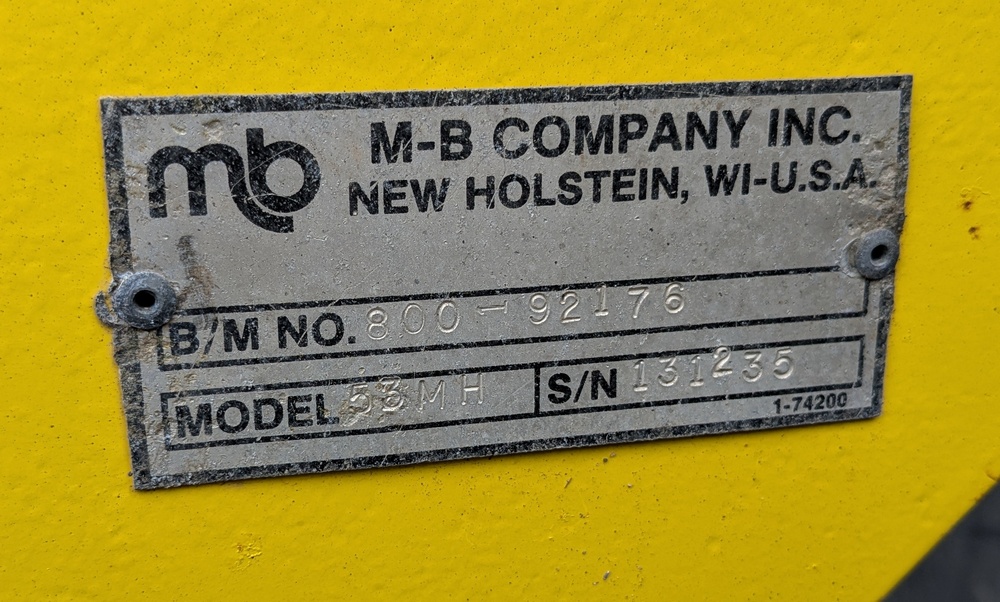 mb
M-B COMPANY INC.
NEW HOLSTEIN, WI-U.S.A.
B/M NO. 800-92176
MODEL 53MH S/N 131235
1-74200